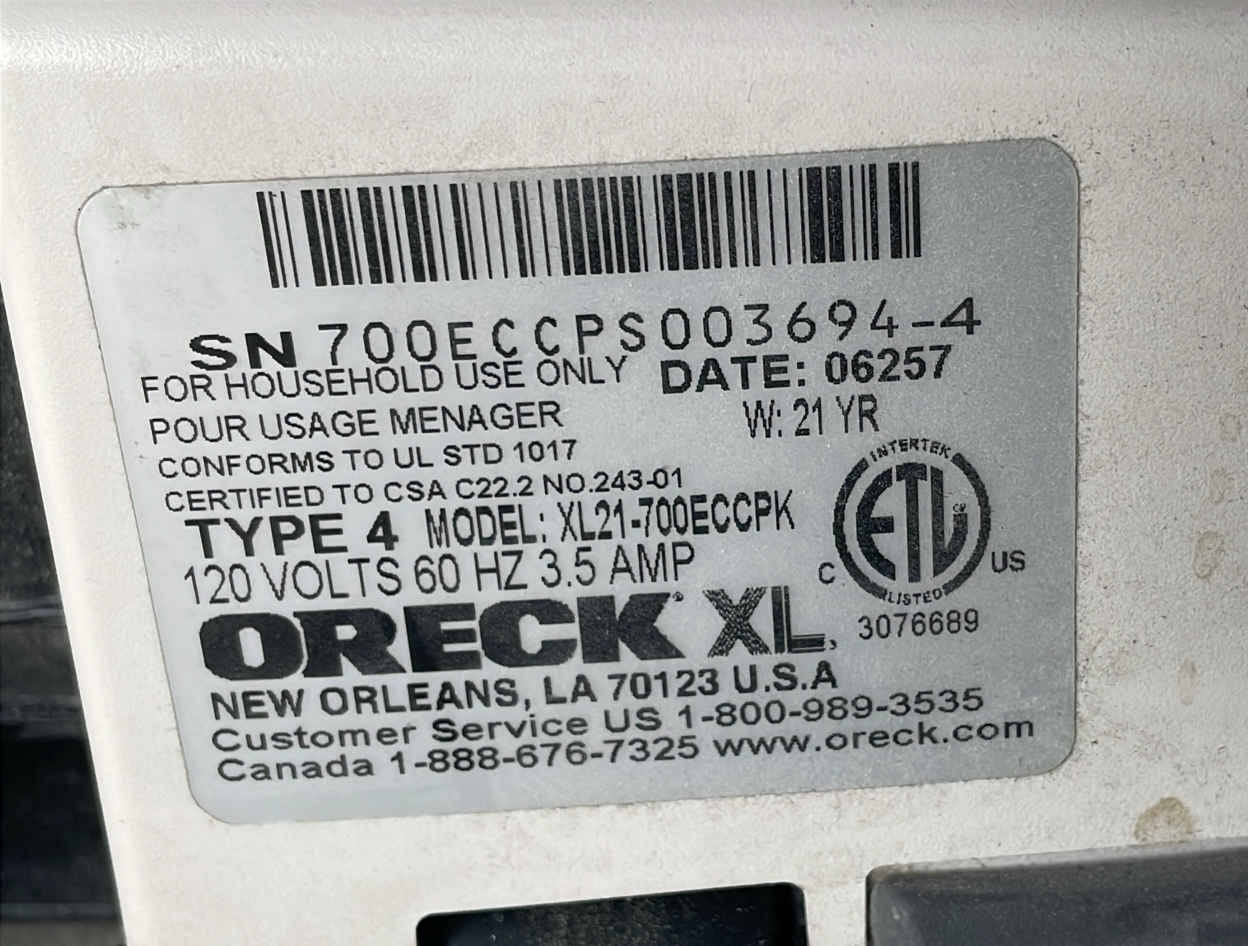 SN 700ECCPS003694-4
FOR HOUSEHOLD USE ONLY DATE: 06257
POUR USAGE MENAGER W: 21 YR
CONFORMS TO UL STD 1017
CERTIFIED TO CSA C22.2 NO.243-01
TYPE 4 MODEL: XL21-700ECCPK
120 VOLTS 60 HZ 3.5 AMP
INTERTEK
ETL
C US
LISTED
3076689
ORECK® XL
NEW ORLEANS, LA 70123 U.S.A
Customer Service US 1-800-989-3535
Canada 1-888-676-7325 www.oreck.com